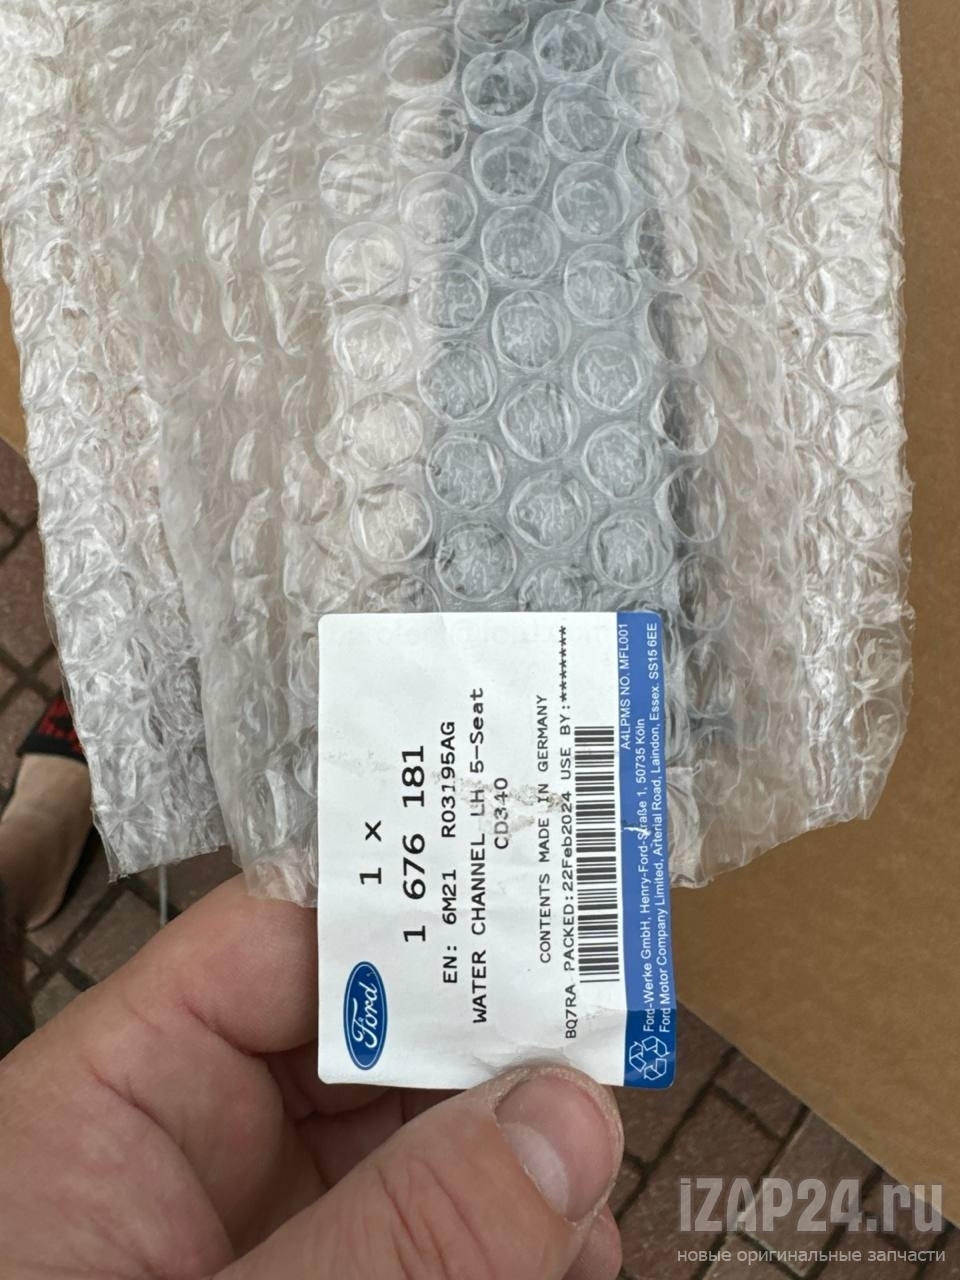 Ford
1 x
1 676 181
EN: 6M21 R03195AG
WATER CHANNEL LH 5-Seat
CD340
CONTENTS MADE IN GERMANY
BQ7RA PACKED:22Feb2024 USE BY:********
A4LPMS NO. MFL001
Ford-Werke GmbH, Henry-Ford-Straße 1, 50735 Köln
Ford Motor Company Limited, Arterial Road, Laindon, Essex. SS15 6EE
iZAP24.ru
новые оригинальные запчасти